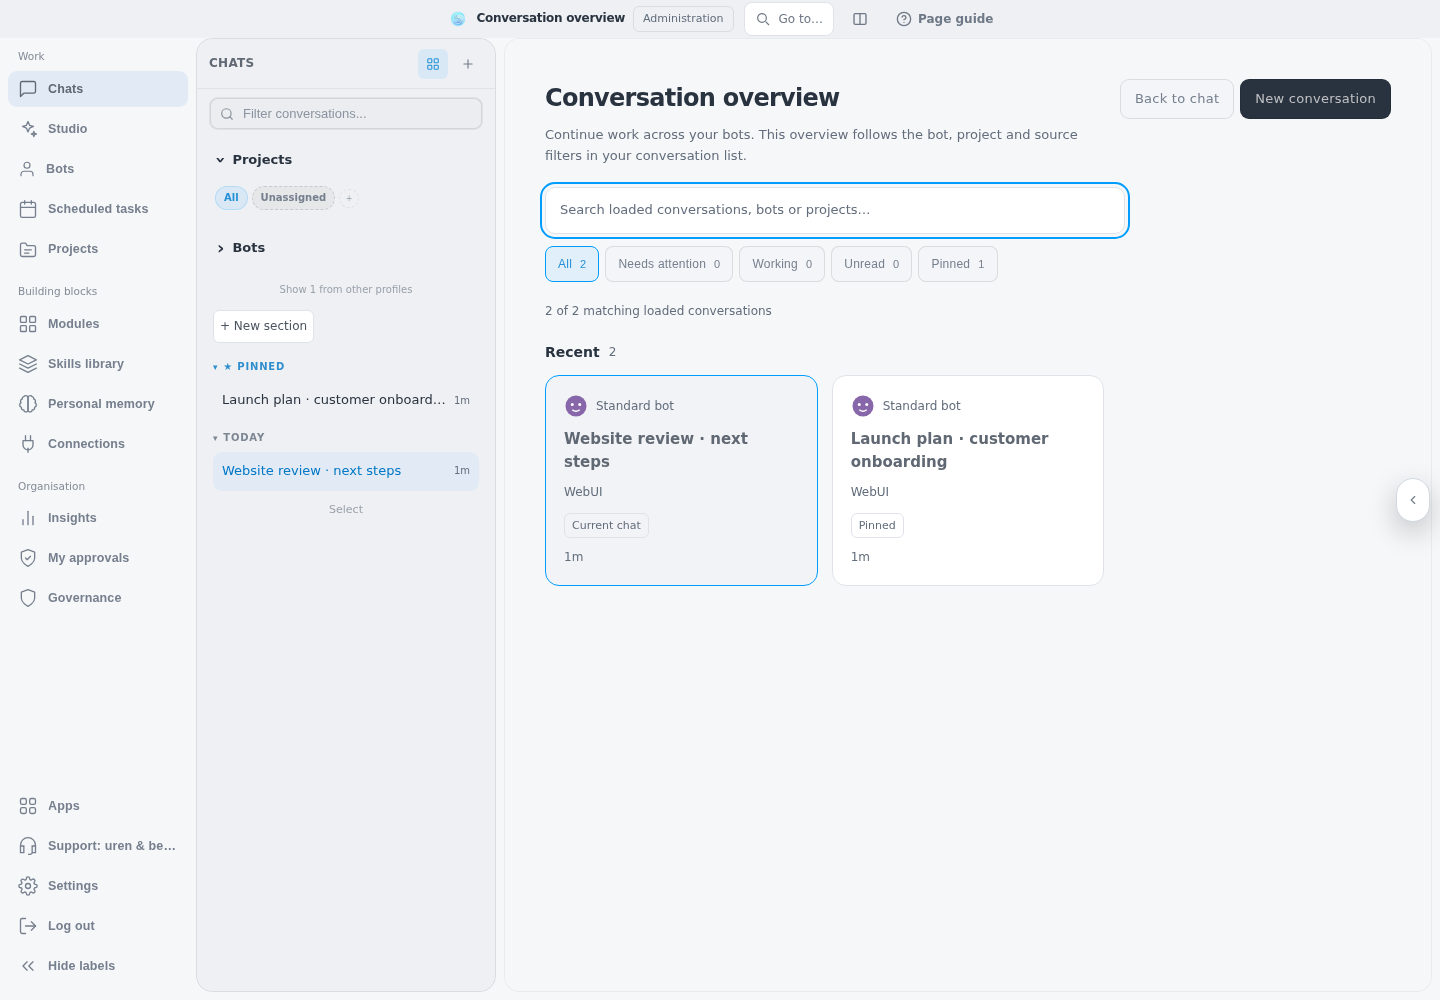 Conversation overview
Administration
Go to...
Page guide
Work
Chats
Studio
Bots
Scheduled tasks
Projects
Building blocks
Modules
Skills library
Personal memory
Connections
Organisation
Insights
My approvals
Governance
Apps
Support: uren & be...
Settings
Log out
Hide labels
CHATS
+
Filter conversations...
Projects
All
Unassigned
+
Bots
Show 1 from other profiles
+ New section
▾ ★ PINNED
Launch plan · customer onboard... 1m
▾ TODAY
Website review · next steps 1m
Select
Conversation overview
Back to chat
New conversation
Continue work across your bots. This overview follows the bot, project and source
filters in your conversation list.
Search loaded conversations, bots or projects...
All 2
Needs attention 0
Working 0
Unread 0
Pinned 1
2 of 2 matching loaded conversations
Recent 2
Standard bot
Website review · next
steps
WebUI
Current chat
1m
Standard bot
Launch plan · customer
onboarding
WebUI
Pinned
1m